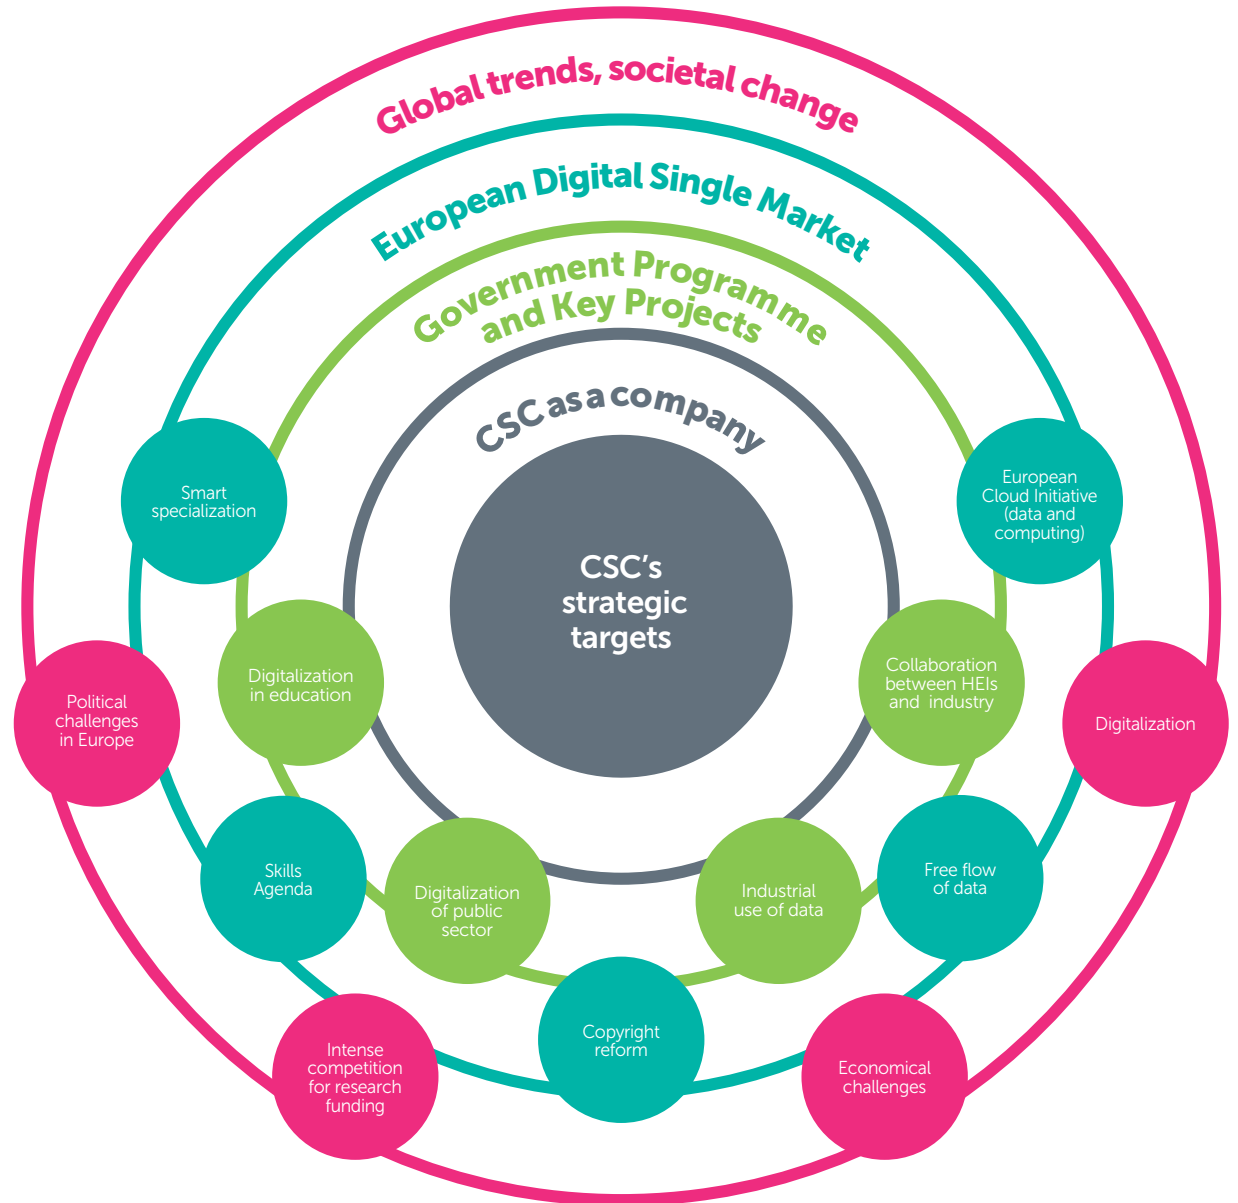 Global trends, societal change
European Digital Single Market
Government Programme
and Key Projects
CSC as a company
CSC's
strategic
targets
Smart
specialization
European
Cloud Initiative
(data and
computing)
Digitalization
in education
Collaboration
between HEIs
and industry
Political
challenges
in Europe
Digitalization
Skills
Agenda
Digitalization
of public
sector
Industrial
use of data
Free flow
of data
Copyright
reform
Intense
competition
for research
funding
Economical
challenges